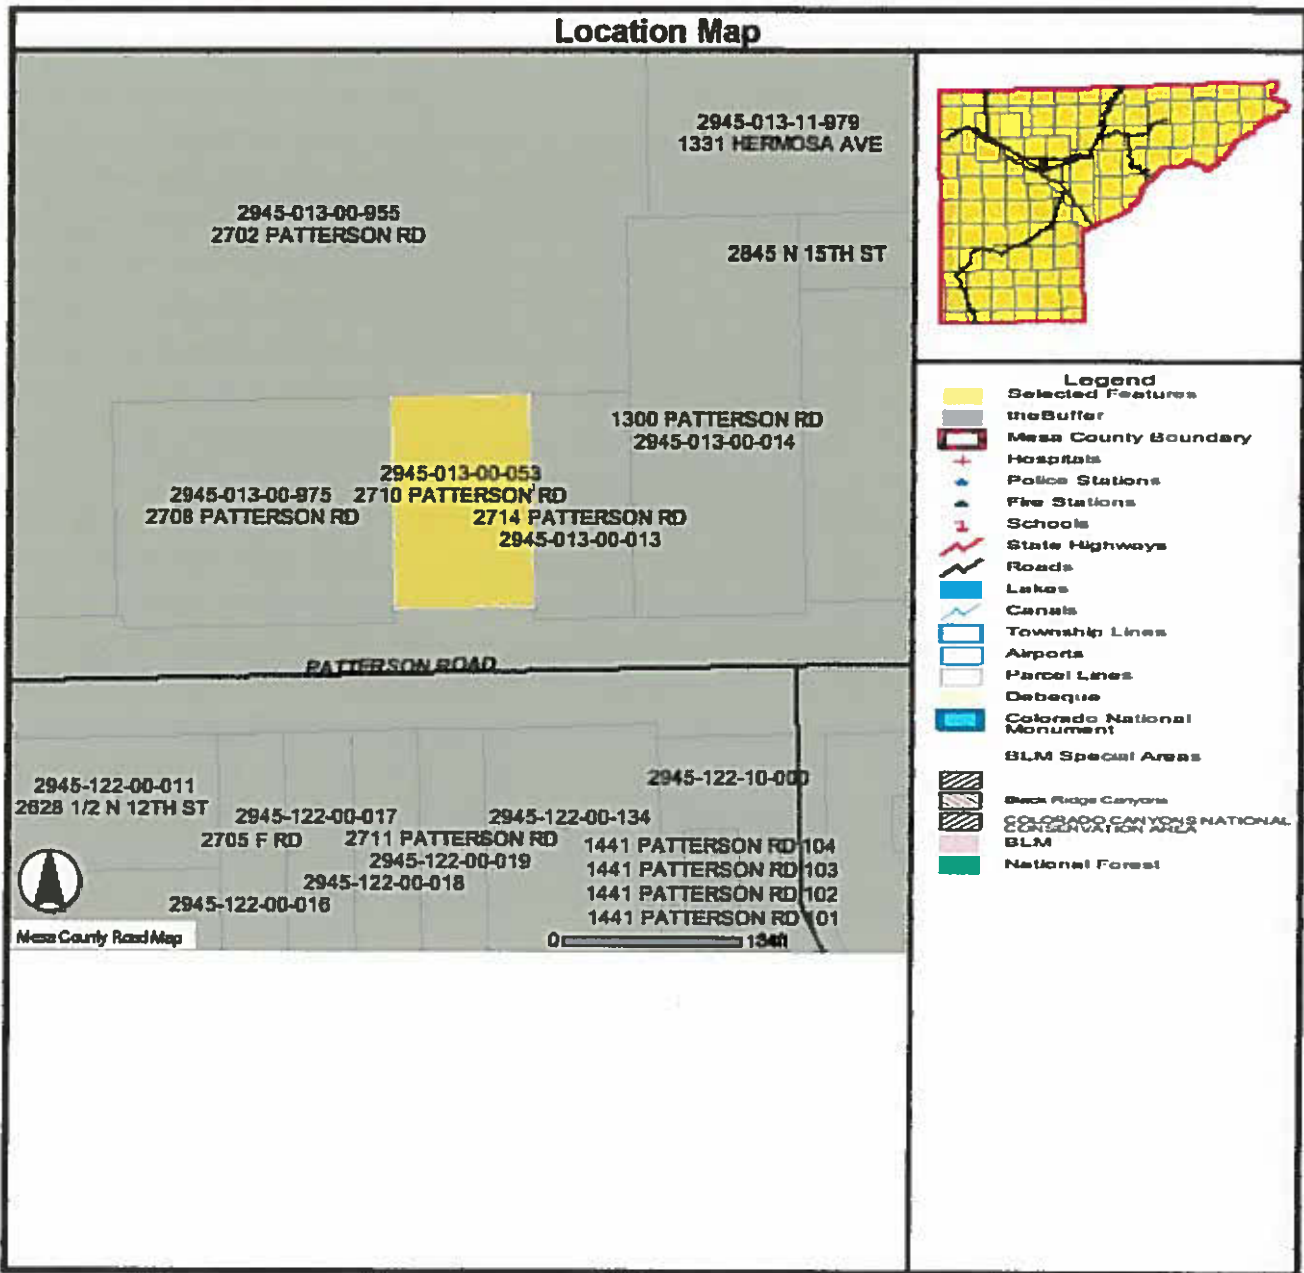 Location Map
2945-013-11-979
1331 HERMOSA AVE
2945-013-00-955
2702 PATTERSON RD
2845 N 15TH ST
1300 PATTERSON RD
2945-013-00-014
2945-013-00-053
2945-013-00-975
2710 PATTERSON RD
2708 PATTERSON RD
2714 PATTERSON RD
2945-013-00-013
PATTERSON ROAD
2945-122-00-011
2628 1/2 N 12TH ST
2945-122-10-000
2945-122-00-017
2945-122-00-134
2705 F RD
2711 PATTERSON RD
1441 PATTERSON RD 104
2945-122-00-019
1441 PATTERSON RD 103
2945-122-00-018
1441 PATTERSON RD 102
2945-122-00-016
1441 PATTERSON RD 101
Mesa County Road Map
0
134ft
Legend
Selected Features
theBuffer
Mesa County Boundary
Hospitals
Police Stations
Fire Stations
Schools
State Highways
Roads
Lakes
Canals
Township Lines
Airports
Parcel Lines
Debeque
Colorado National
Monument
BLM Special Areas
Black Ridge Canyons
COLORADO CANYONS NATIONAL
CONSERVATION AREA
BLM
National Forest